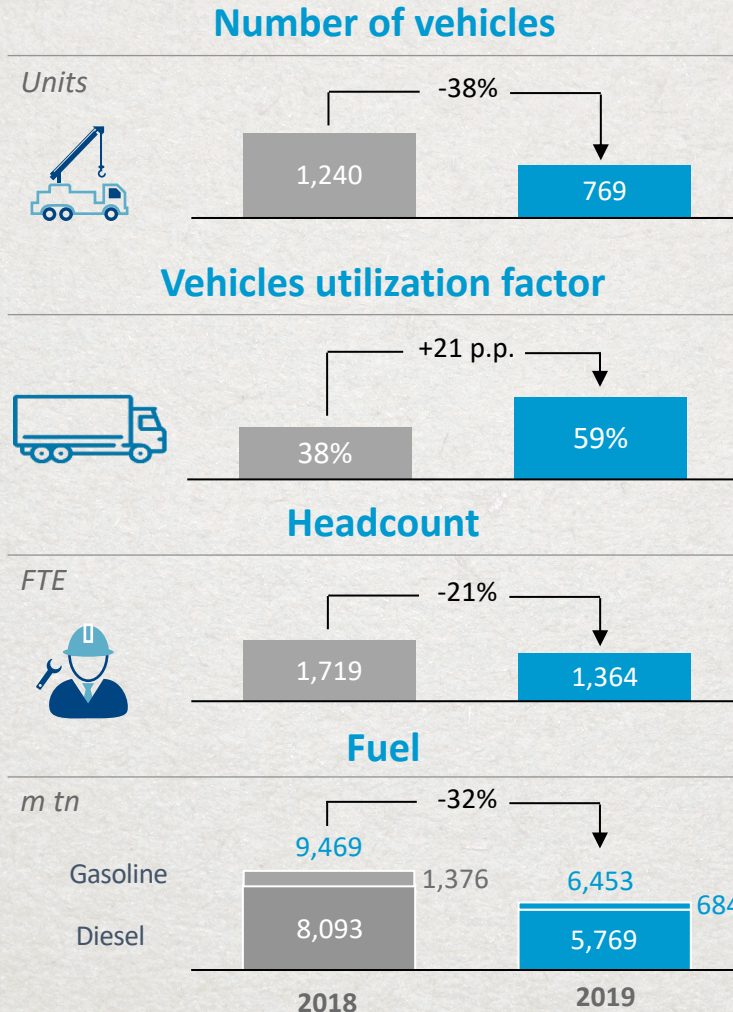 Number of vehicles
Units
-38%
1,240
769
Vehicles utilization factor
+21 p.p.
38%
59%
Headcount
FTE
-21%
1,719
1,364
Fuel
m tn
-32%
9,469
6,453
Gasoline
1,376
684
Diesel
8,093
5,769
2018
2019